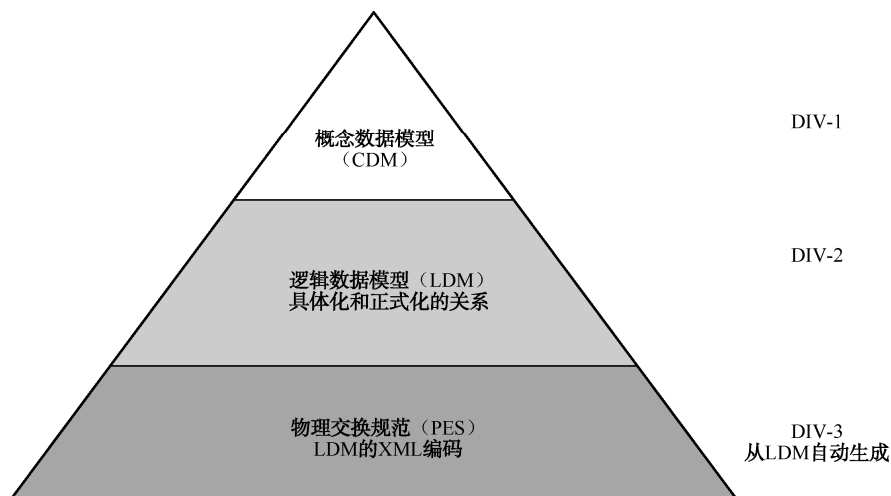 概念数据模型
（CDM）
DIV-1
逻辑数据模型（LDM）
具体化和正式化的关系
DIV-2
物理交换规范（PES）
LDM的XML编码
DIV-3
从LDM自动生成